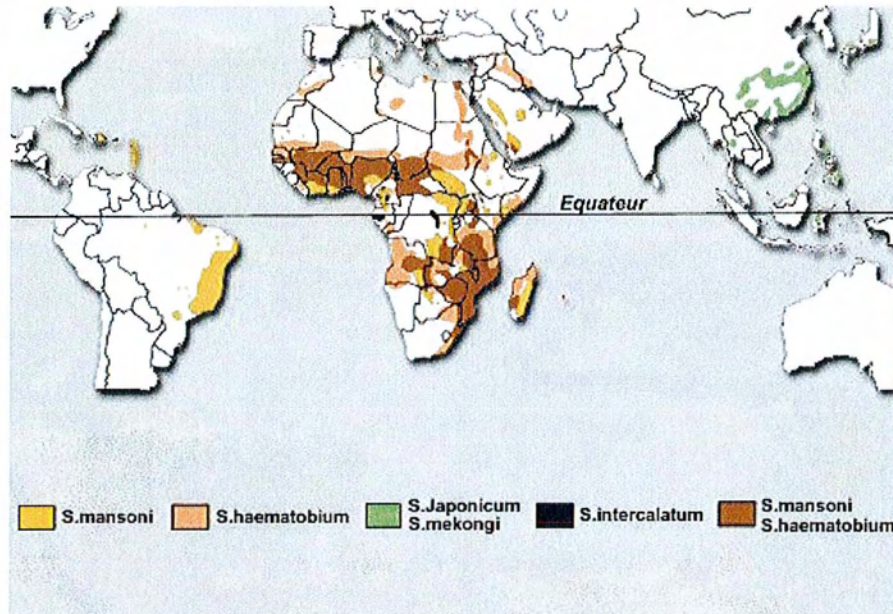 Equateur
S.mansoni
S.haematobium
S.Japonicum
S.mekongi
S.intercalatum
S.mansoni
S.haematobium